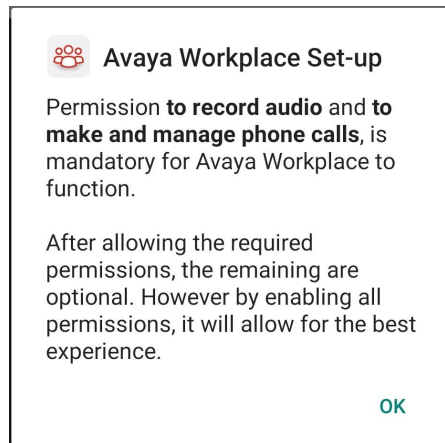 Avaya Workplace Set-up
Permission to record audio and to
make and manage phone calls, is
mandatory for Avaya Workplace to
function.
After allowing the required
permissions, the remaining are
optional. However by enabling all
permissions, it will allow for the best
experience.
OK